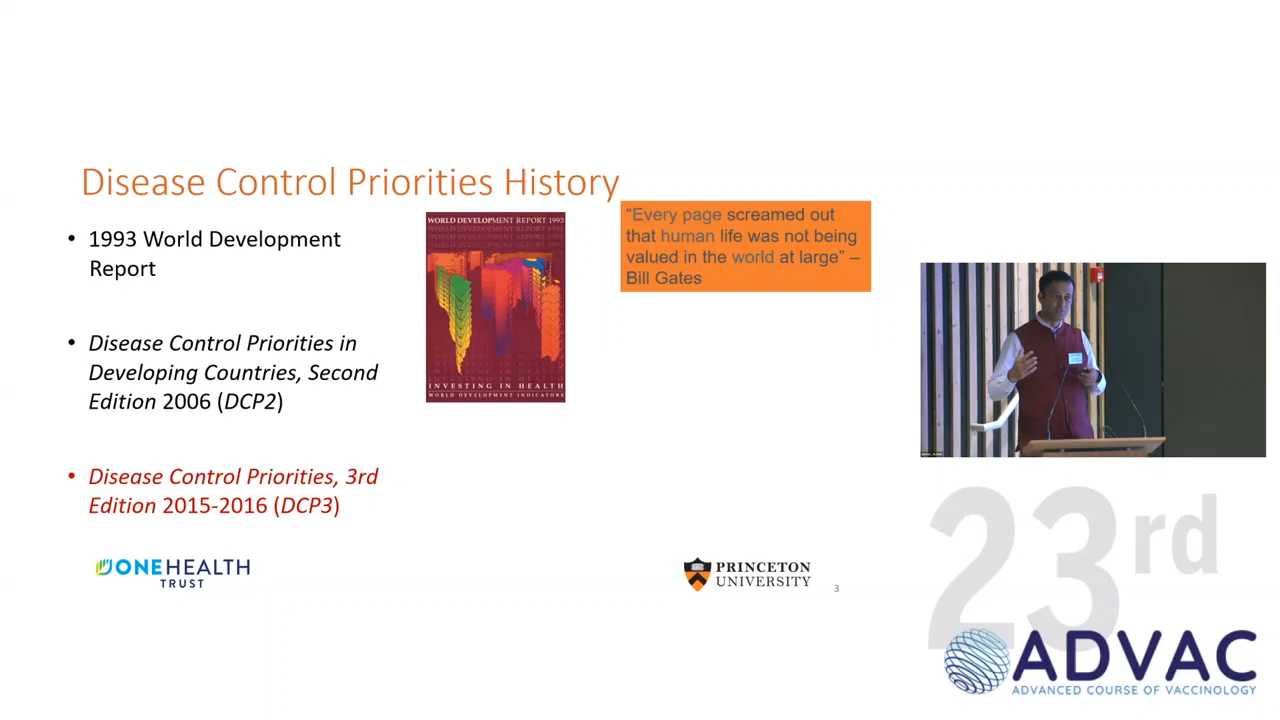 Disease Control Priorities History
• 1993 World Development
Report
• Disease Control Priorities in
Developing Countries, Second
Edition 2006 (DCP2)
• Disease Control Priorities, 3rd
Edition 2015-2016 (DCP3)
WORLD DEVELOPMENT REPORT 1993
INVESTING IN HEALTH
WORLD DEVELOPMENT INDICATORS
“Every page screamed out
that human life was not being
valued in the world at large” –
Bill Gates
ONEHEALTH
TRUST
PRINCETON
UNIVERSITY
3
23rd
ADVAC
ADVANCED COURSE OF VACCINOLOGY